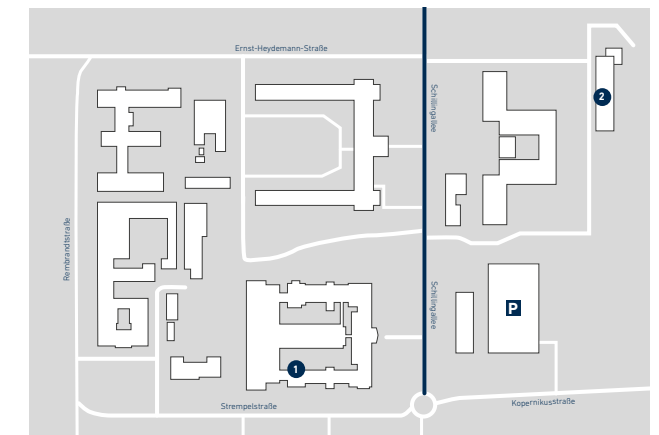 Ernst-Heydemann-Straße
Schillingallee
2
Rembrandtstraße
Schillingallee
P
1
Strempelstraße
Kopernikusstraße